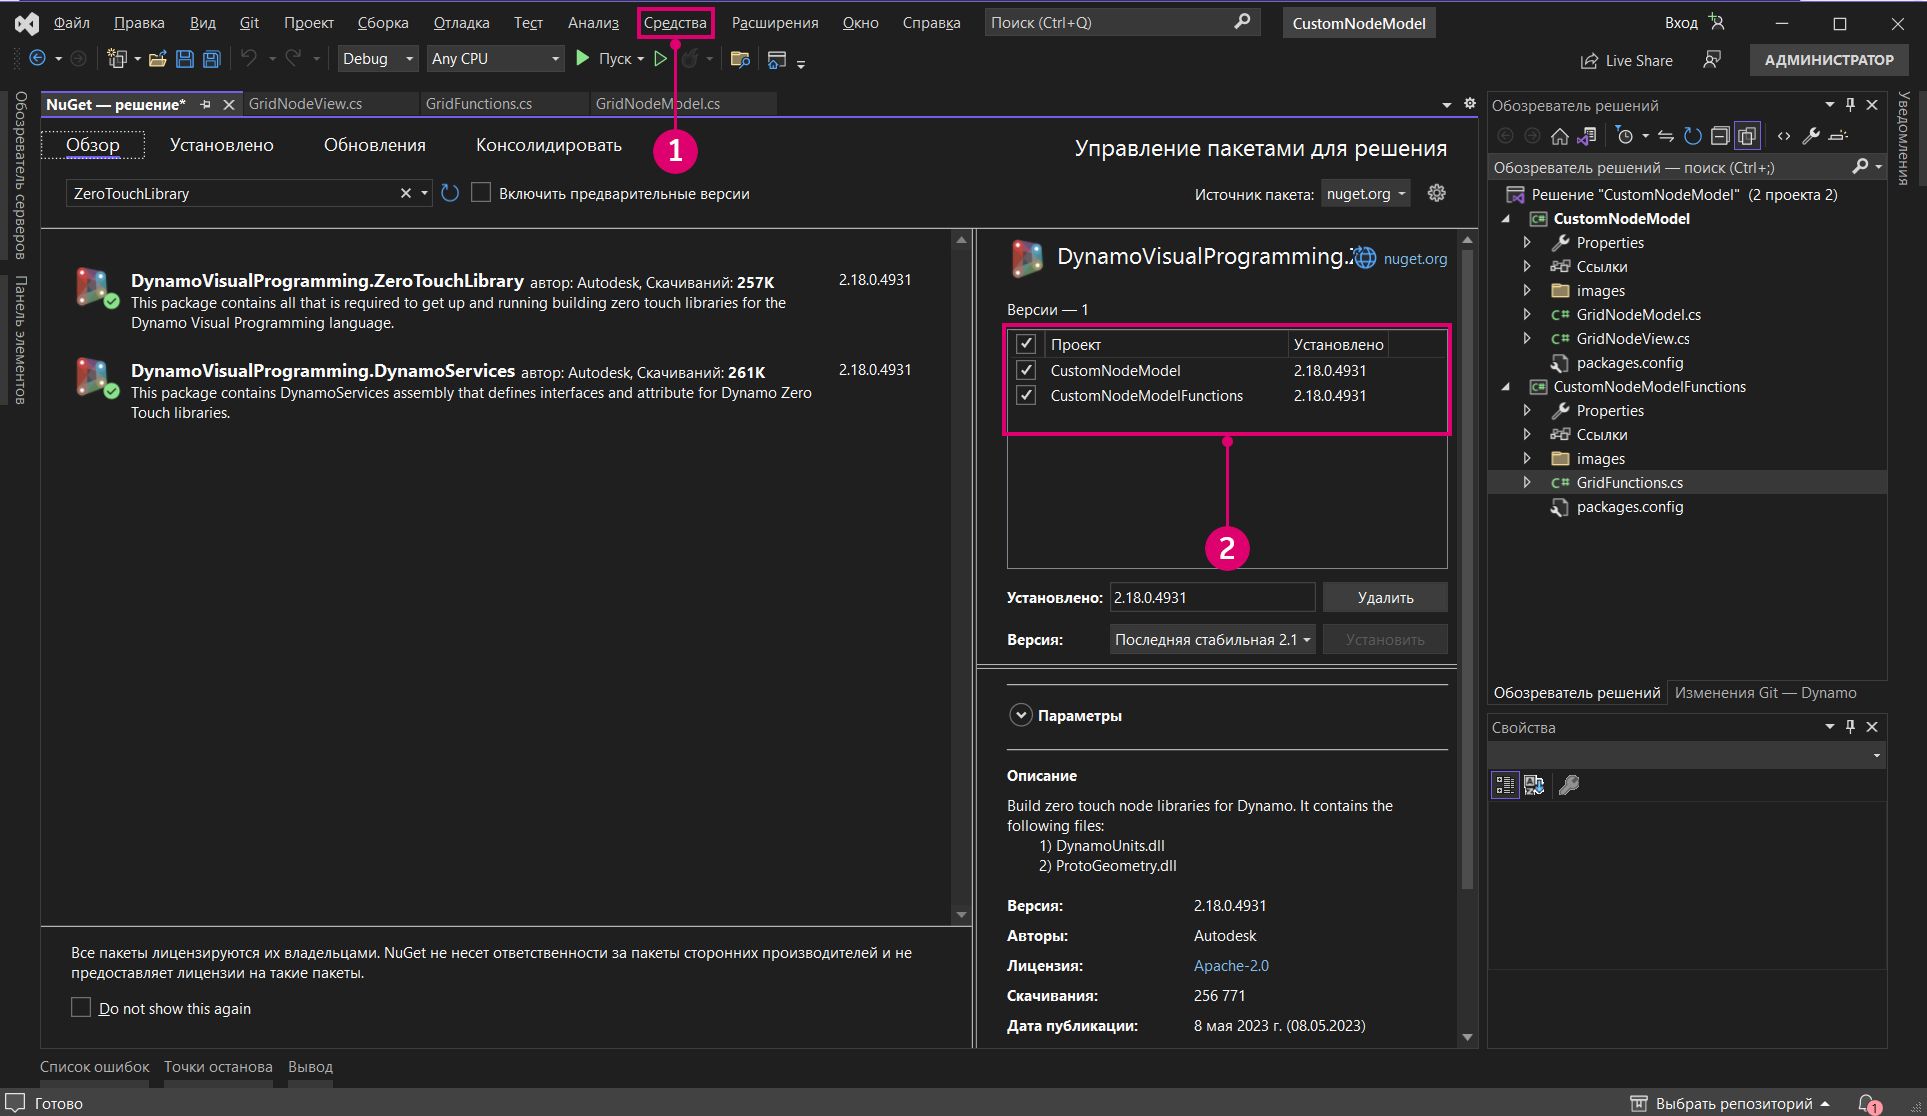 Файл Правка Вид Git Проект Сборка Отладка Тест Анализ Средства Расширения Окно Справка Поиск (Ctrl+Q) CustomNodeModel Вход
Debug Any CPU Пуск Live Share АДМИНИСТРАТОР
Обозреватель серверов
Панель элементов
NuGet — решение* GridNodeView.cs GridFunctions.cs GridNodeModel.cs
Обзор Установлено Обновления Консолидировать
1
Управление пакетами для решения
ZeroTouchLibrary Включить предварительные версии
Источник пакета: nuget.org
DynamoVisualProgramming.ZeroTouchLibrary автор: Autodesk, Скачиваний: 257K 2.18.0.4931
This package contains all that is required to get up and running building zero touch libraries for the
Dynamo Visual Programming language.
DynamoVisualProgramming.DynamoServices автор: Autodesk, Скачиваний: 261K 2.18.0.4931
This package contains DynamoServices assembly that defines interfaces and attribute for Dynamo Zero
Touch libraries.
Все пакеты лицензируются их владельцами. NuGet не несет ответственности за пакеты сторонних производителей и не
предоставляет лицензии на такие пакеты.
Do not show this again
DynamoVisualProgramming. nuget.org
Версии — 1
Проект Установлено
CustomNodeModel 2.18.0.4931
CustomNodeModelFunctions 2.18.0.4931
2
Установлено: 2.18.0.4931 Удалить
Версия: Последняя стабильная 2.1 Установить
Параметры
Описание
Build zero touch node libraries for Dynamo. It contains the
following files:
1) DynamoUnits.dll
2) ProtoGeometry.dll
Версия: 2.18.0.4931
Авторы: Autodesk
Лицензия: Apache-2.0
Скачивания: 256 771
Дата публикации: 8 мая 2023 г. (08.05.2023)
Обозреватель решений
Обозреватель решений — поиск (Ctrl+;)
Решение "CustomNodeModel" (2 проекта 2)
C# CustomNodeModel
Properties
Ссылки
images
C# GridNodeModel.cs
C# GridNodeView.cs
packages.config
C# CustomNodeModelFunctions
Properties
Ссылки
images
C# GridFunctions.cs
packages.config
Обозреватель решений Изменения Git — Dynamo
Свойства
Уведомления
Список ошибок Точки останова Вывод
Готово Выбрать репозиторий 1